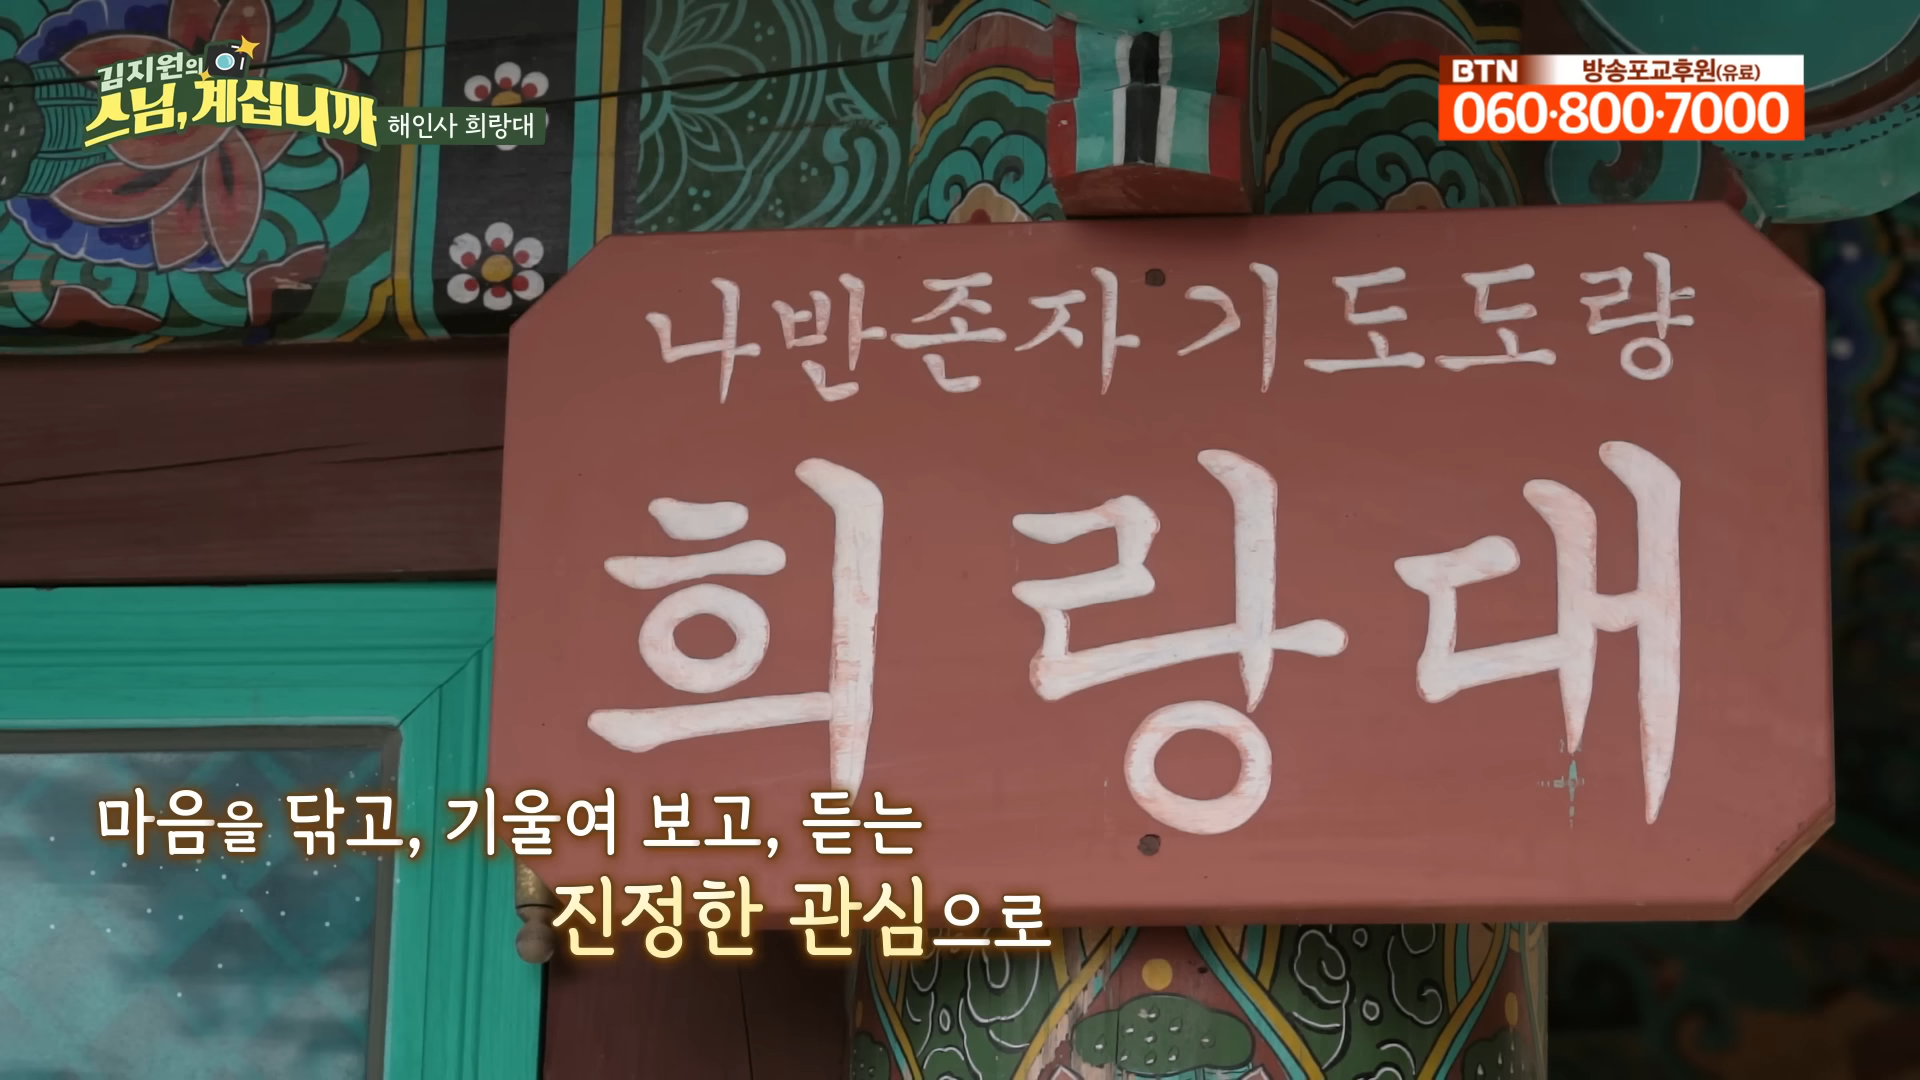 김지원의
스님, 계십니까
해인사 희랑대
BTN 방송포교후원(유료)
060·800·7000
나반존자 기도도량
희랑대
마음을 닦고, 기울여 보고, 듣는
진정한 관심으로